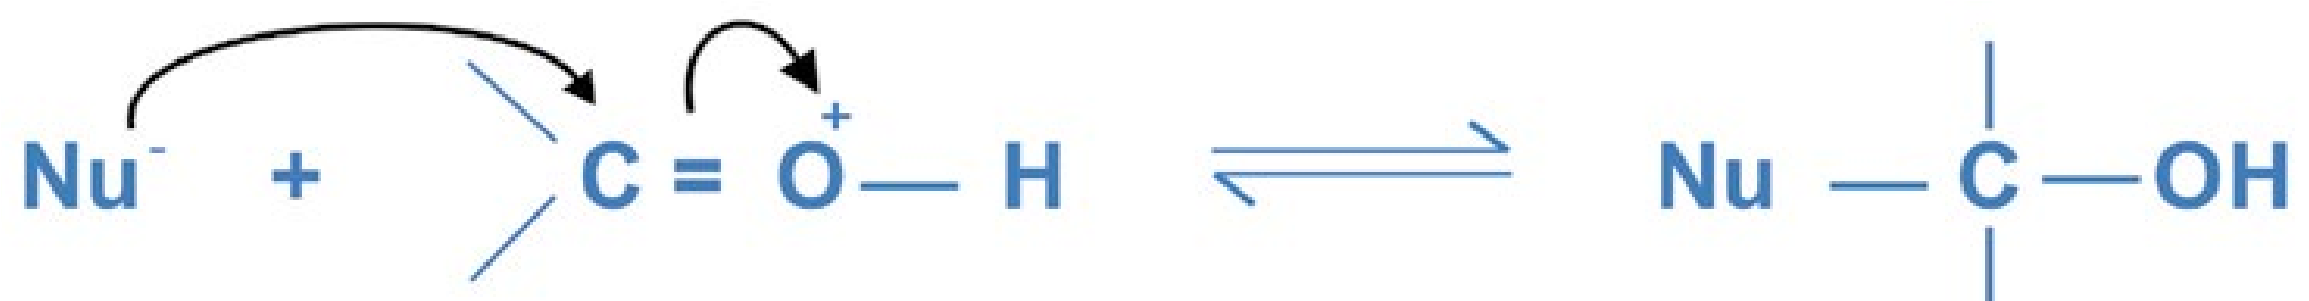 Nu⁻ + C = O⁺ — H ⇌ Nu — C — OH